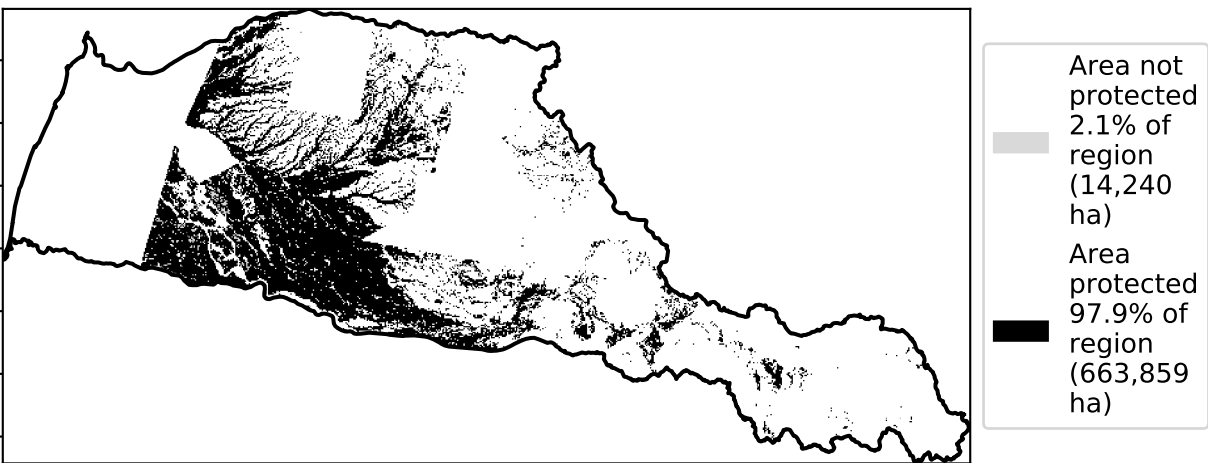 Area not
protected
2.1% of
region
(14,240
ha)
Area
protected
97.9% of
region
(663,859
ha)